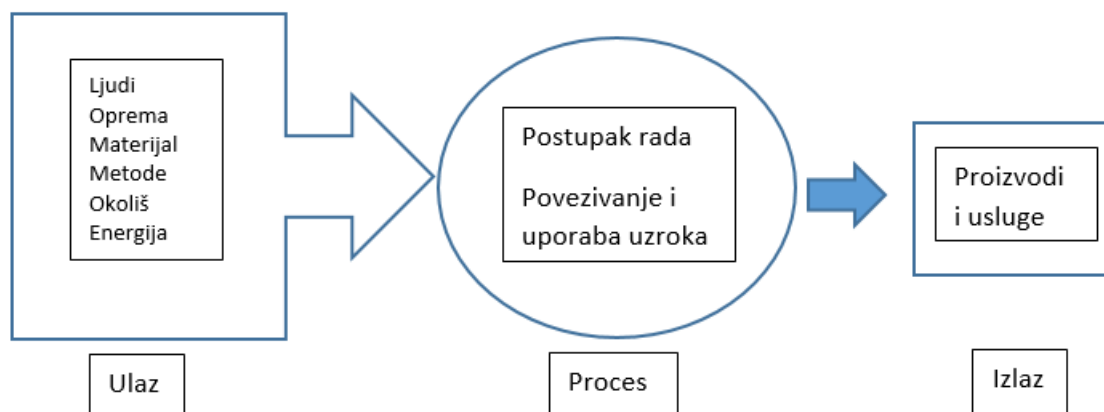 Ljudi
Oprema
Materijal
Metode
Okoliš
Energija
Postupak rada
Povezivanje i
uporaba uzroka
Proizvodi
i usluge
Ulaz
Proces
Izlaz